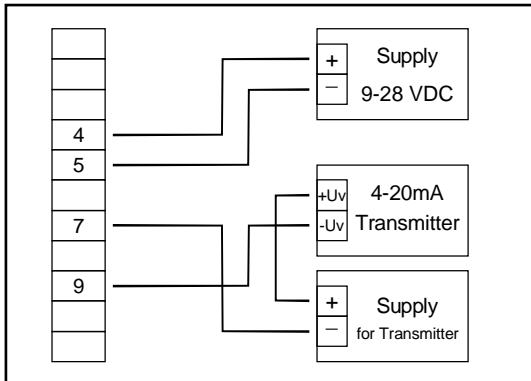 4
5
7
9
+
−
Supply
9-28 VDC
+Uv
-Uv
4-20mA
Transmitter
+
−
Supply
for Transmitter